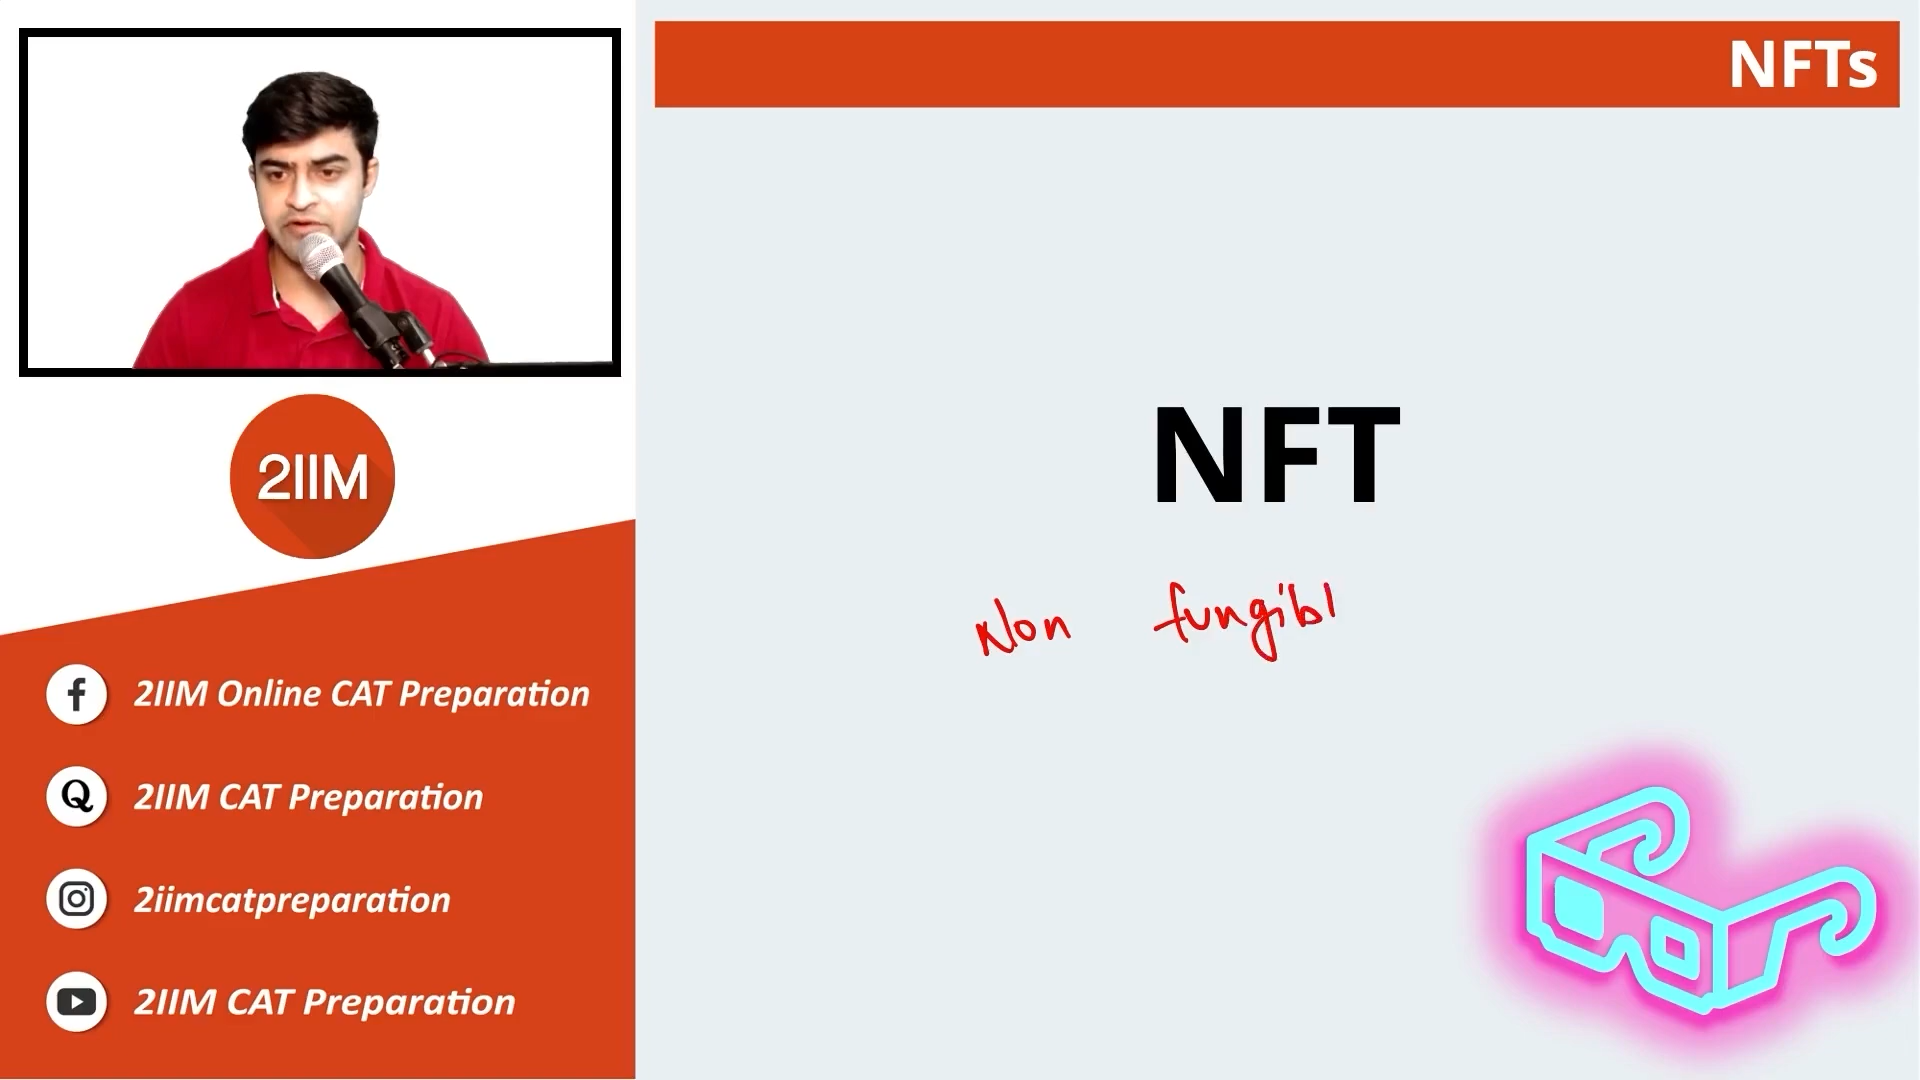 NFTs
2IIM
NFT
Non fungibl
2IIM Online CAT Preparation
2IIM CAT Preparation
2iimcatpreparation
2IIM CAT Preparation